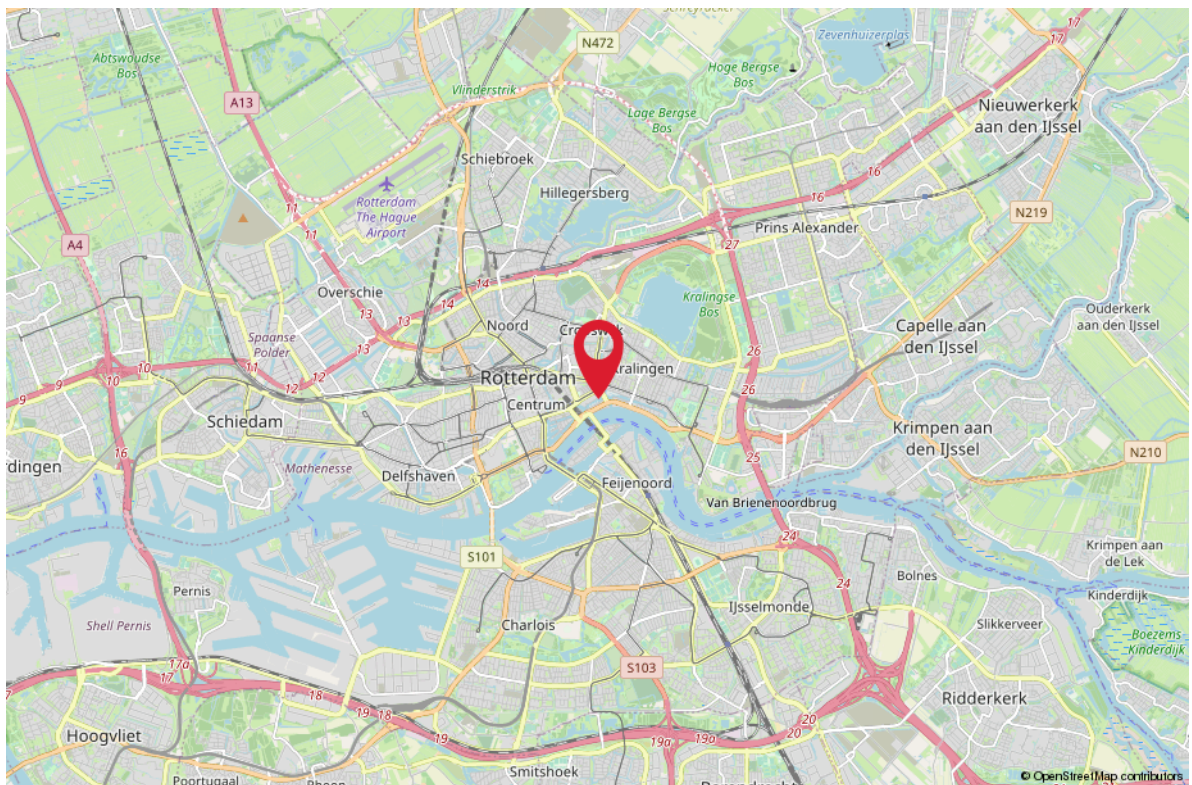 Schreyracker
17
Abtswoudse
Bos
N472
Zevenhuizerplas
Hoge Bergse
Bos
Vlinderstrik
A13
Lage Bergse
Bos
Nieuwerkerk
aan den IJssel
16
Schiebroek
Hillegersberg
Rotterdam
The Hague
Airport
11
16
N219
11
Prins Alexander
A4
27
14
Overschie
14
Kralingse
Bos
Ouderkerk
aan den IJssel
13
Noord
Capelle aan
den IJssel
Spaanse
Polder
13
26
9
10
10
11
12
12
Rotterdam
Kralingen
9
26
Centrum
Schiedam
Krimpen aan
den IJssel
16
25
N210
Mathenesse
Delfshaven
Feijenoord
Van Brienenoordbrug
24
S101
Krimpen aan
de Lek
Bolnes
24
Pernis
Kinderdijk
IJsselmonde
Shell Pernis
Charlois
Slikkerveer
Boezems
Kinderdijk
17a
S103
17
18
Ridderkerk
18
19
20
Hoogvliet
19a
19a
20
Smitshoek
Poortugaal
© OpenStreetMap contributors